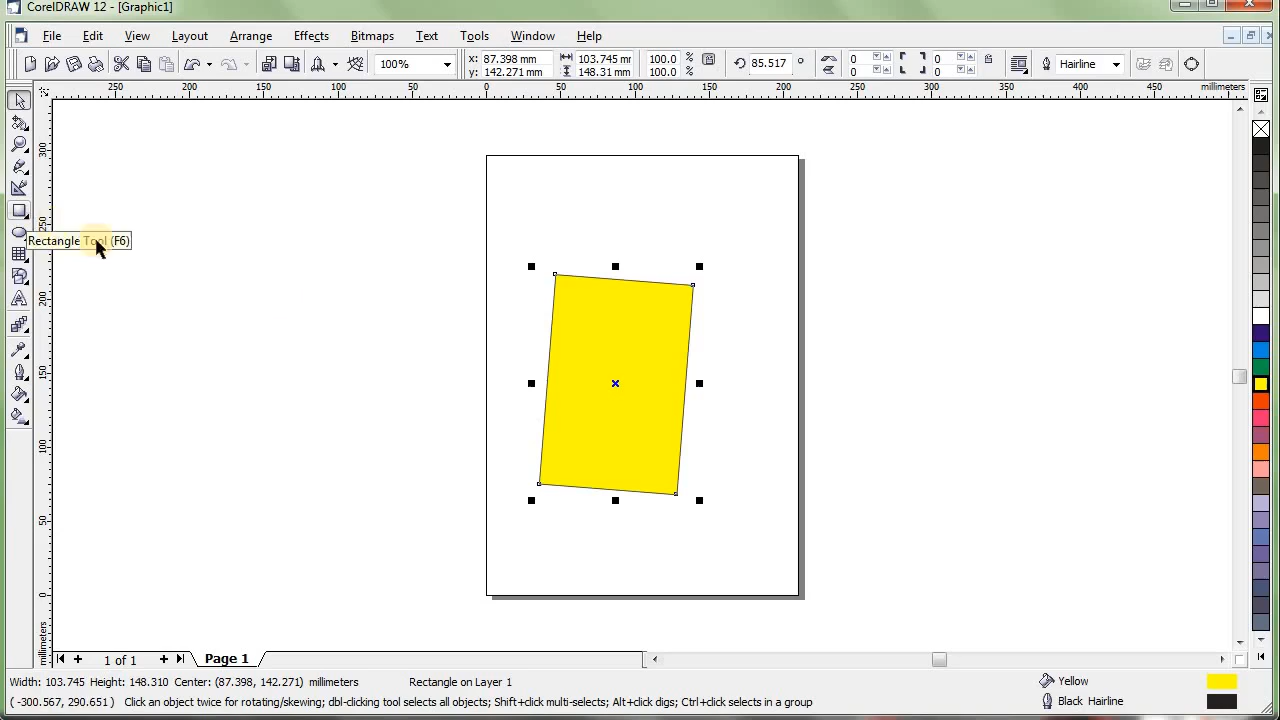 CorelDRAW 12 - [Graphic1]
File Edit View Layout Arrange Effects Bitmaps Text Tools Window Help
100% x: 87.398 mm 103.745 mm 100.0 % 85.517 ° 0 0 Hairline
y: 142.271 mm 148.31 mm 100.0 % 0 0
250 200 150 100 50 0 50 100 150 200 250 300 350 400 450 millimeters
300
250
Rectangle Tool (F6)
200
150
100
50
0
millimeters
1 of 1 Page 1
Width: 103.745 Height: 148.310 Center: (87.398, 142.271) millimeters Rectangle on Layer 1 Yellow
(-300.567, 290.651) Click an object twice for rotating/skewing; dbl-clicking tool selects all objects; Shift+click multi-selects; Alt+click digs; Ctrl+click selects in a group Black Hairline